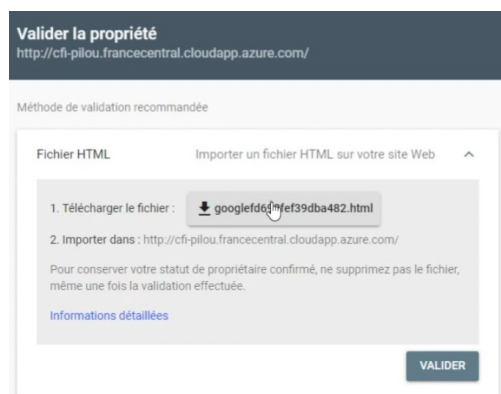 Valider la propriété
http://cfi-pilou.francecentral.cloudapp.azure.com/
Méthode de validation recommandée
Fichier HTML Importer un fichier HTML sur votre site Web
1. Télécharger le fichier :
2. Importer dans : http://cfi-pilou.francecentral.cloudapp.azure.com/
Pour conserver votre statut de propriétaire confirmé, ne supprimez pas le fichier,
même une fois la validation effectuée.
Informations détaillées
VALIDER